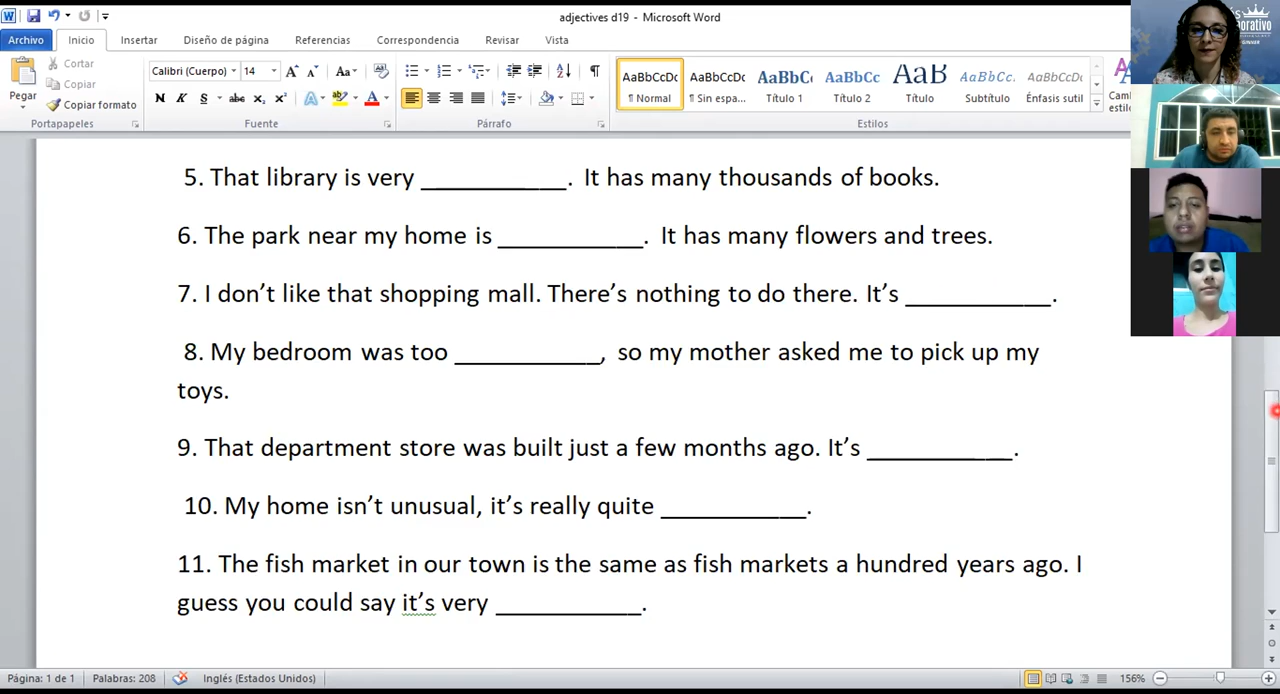 adjectives d19 - Microsoft Word
Archivo Inicio Insertar Diseño de página Referencias Correspondencia Revisar Vista
Pegar
Cortar
Copiar
Copiar formato
Portapapeles
Calibri (Cuerpo) 14
Fuente
Párrafo
AaBbCcDc AaBbCcDc AaBbC AaBbCc AaB AaBbCc. AaBbCcDc
¶ Normal ¶ Sin espa... Título 1 Título 2 Título Subtítulo Énfasis sutil
Estilos
5. That library is very ____________. It has many thousands of books.
6. The park near my home is ____________. It has many flowers and trees.
7. I don’t like that shopping mall. There’s nothing to do there. It’s ____________.
8. My bedroom was too ____________, so my mother asked me to pick up my
toys.
9. That department store was built just a few months ago. It’s ____________.
10. My home isn’t unusual, it’s really quite ____________.
11. The fish market in our town is the same as fish markets a hundred years ago. I
guess you could say it’s very ____________.
Página: 1 de 1 Palabras: 208 Inglés (Estados Unidos) 156%